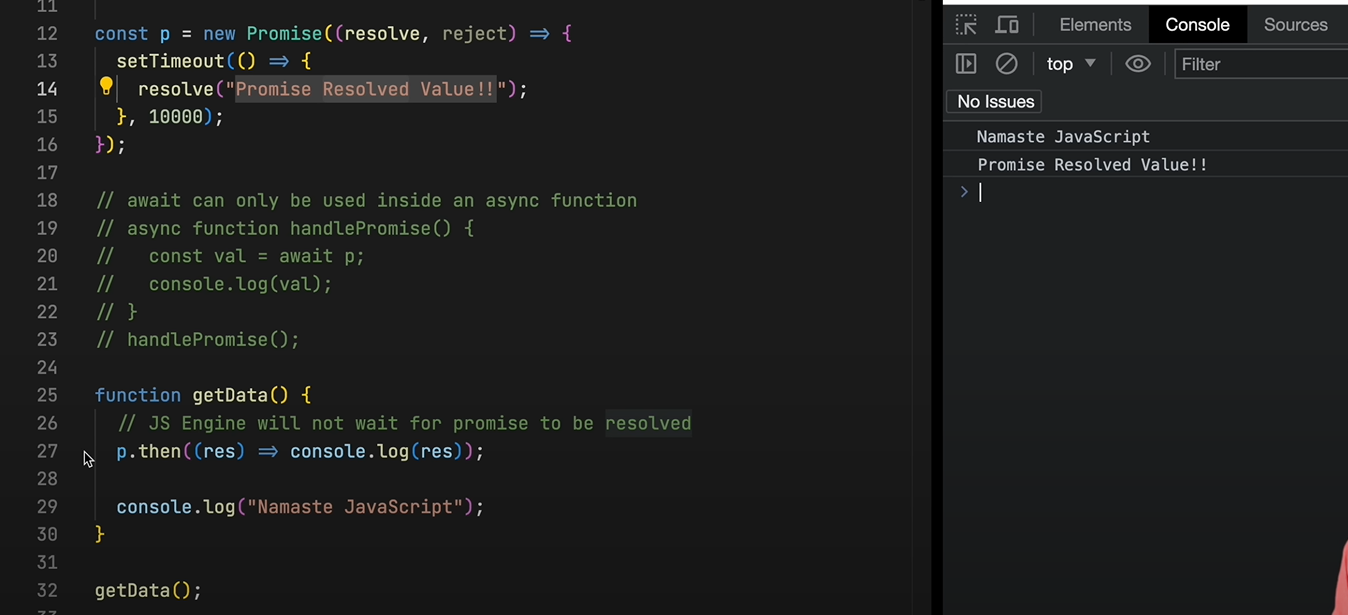 11
12 const p = new Promise((resolve, reject) => {
13 setTimeout(() => {
14 resolve("Promise Resolved Value!!");
15 }, 10000);
16 });
17
18 // await can only be used inside an async function
19 // async function handlePromise() {
20 //   const val = await p;
21 //   console.log(val);
22 // }
23 // handlePromise();
24
25 function getData() {
26 // JS Engine will not wait for promise to be resolved
27 p.then((res) => console.log(res));
28
29 console.log("Namaste JavaScript");
30 }
31
32 getData();
Elements Console Sources
top Filter
No Issues
Namaste JavaScript
Promise Resolved Value!!
>